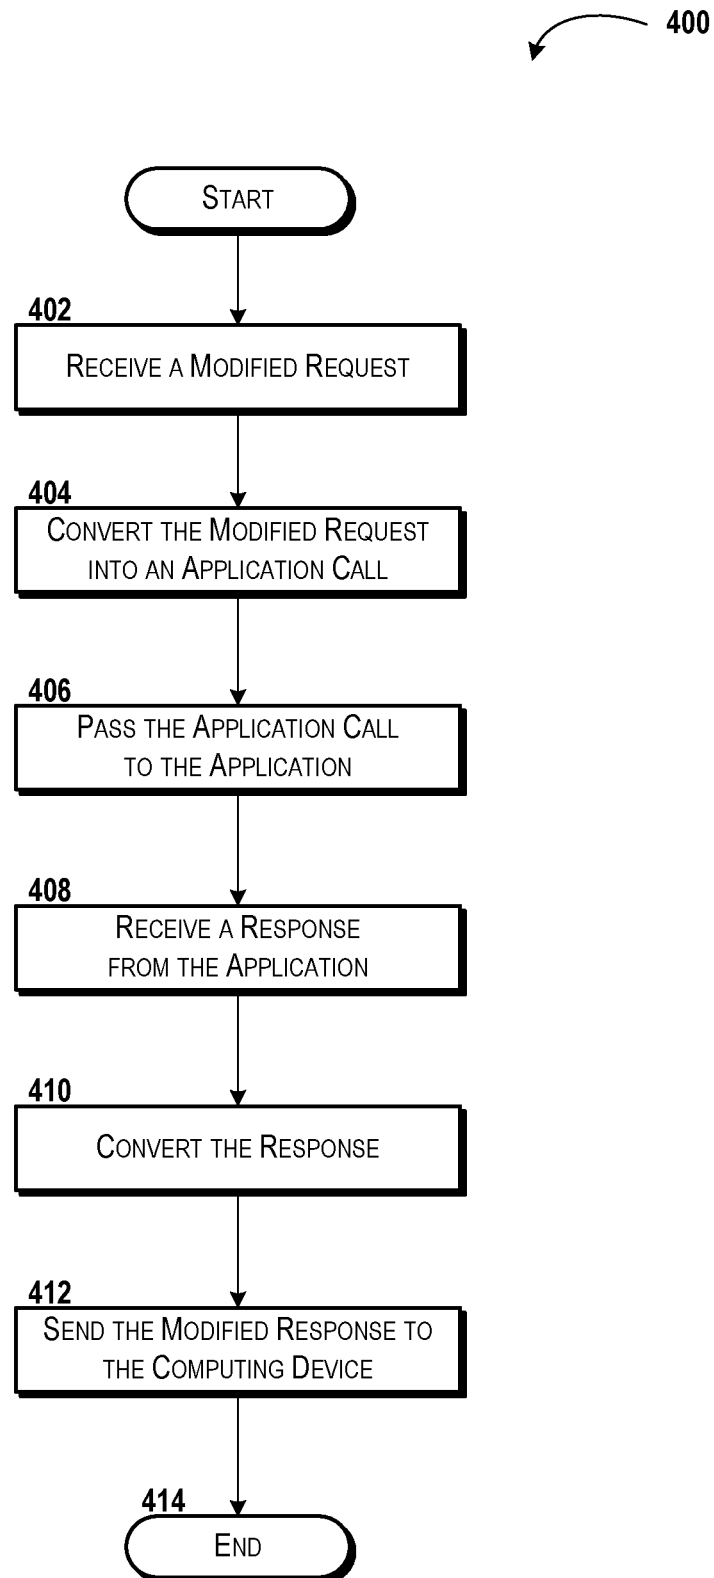 400
START
402
RECEIVE A MODIFIED REQUEST
404
CONVERT THE MODIFIED REQUEST
INTO AN APPLICATION CALL
406
PASS THE APPLICATION CALL
TO THE APPLICATION
408
RECEIVE A RESPONSE
FROM THE APPLICATION
410
CONVERT THE RESPONSE
412
SEND THE MODIFIED RESPONSE TO
THE COMPUTING DEVICE
414
END